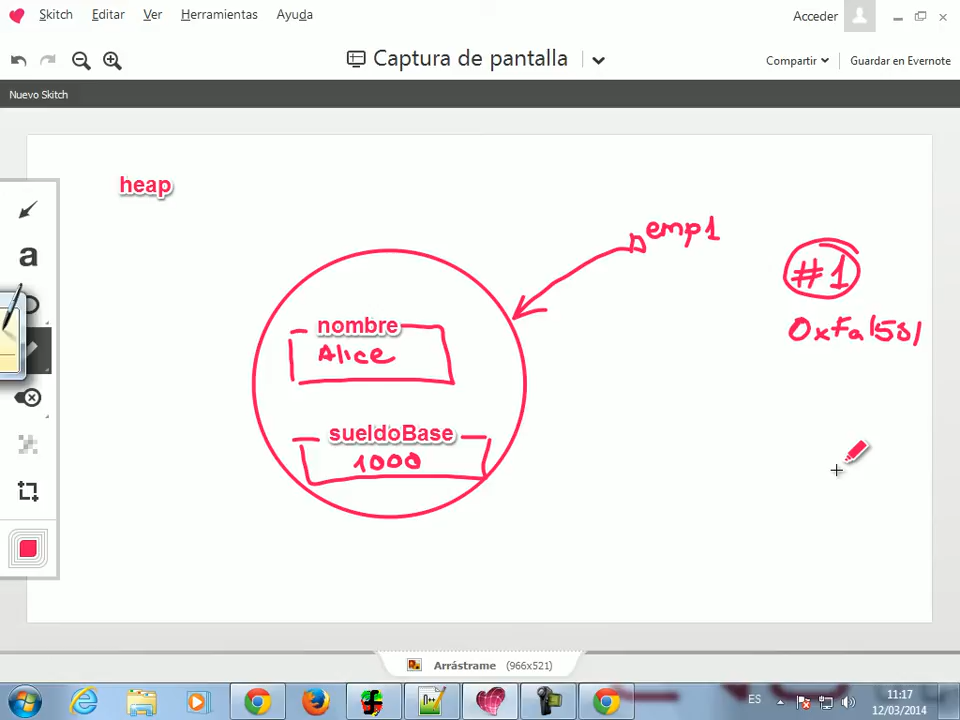 Skitch Editar Ver Herramientas Ayuda Acceder
Captura de pantalla Compartir Guardar en Evernote
Nuevo Skitch
heap
emp1
#1
nombre
Alice
sueldoBase
1000
a
Arrástrame (966x521)
ES 11:17
12/03/2014